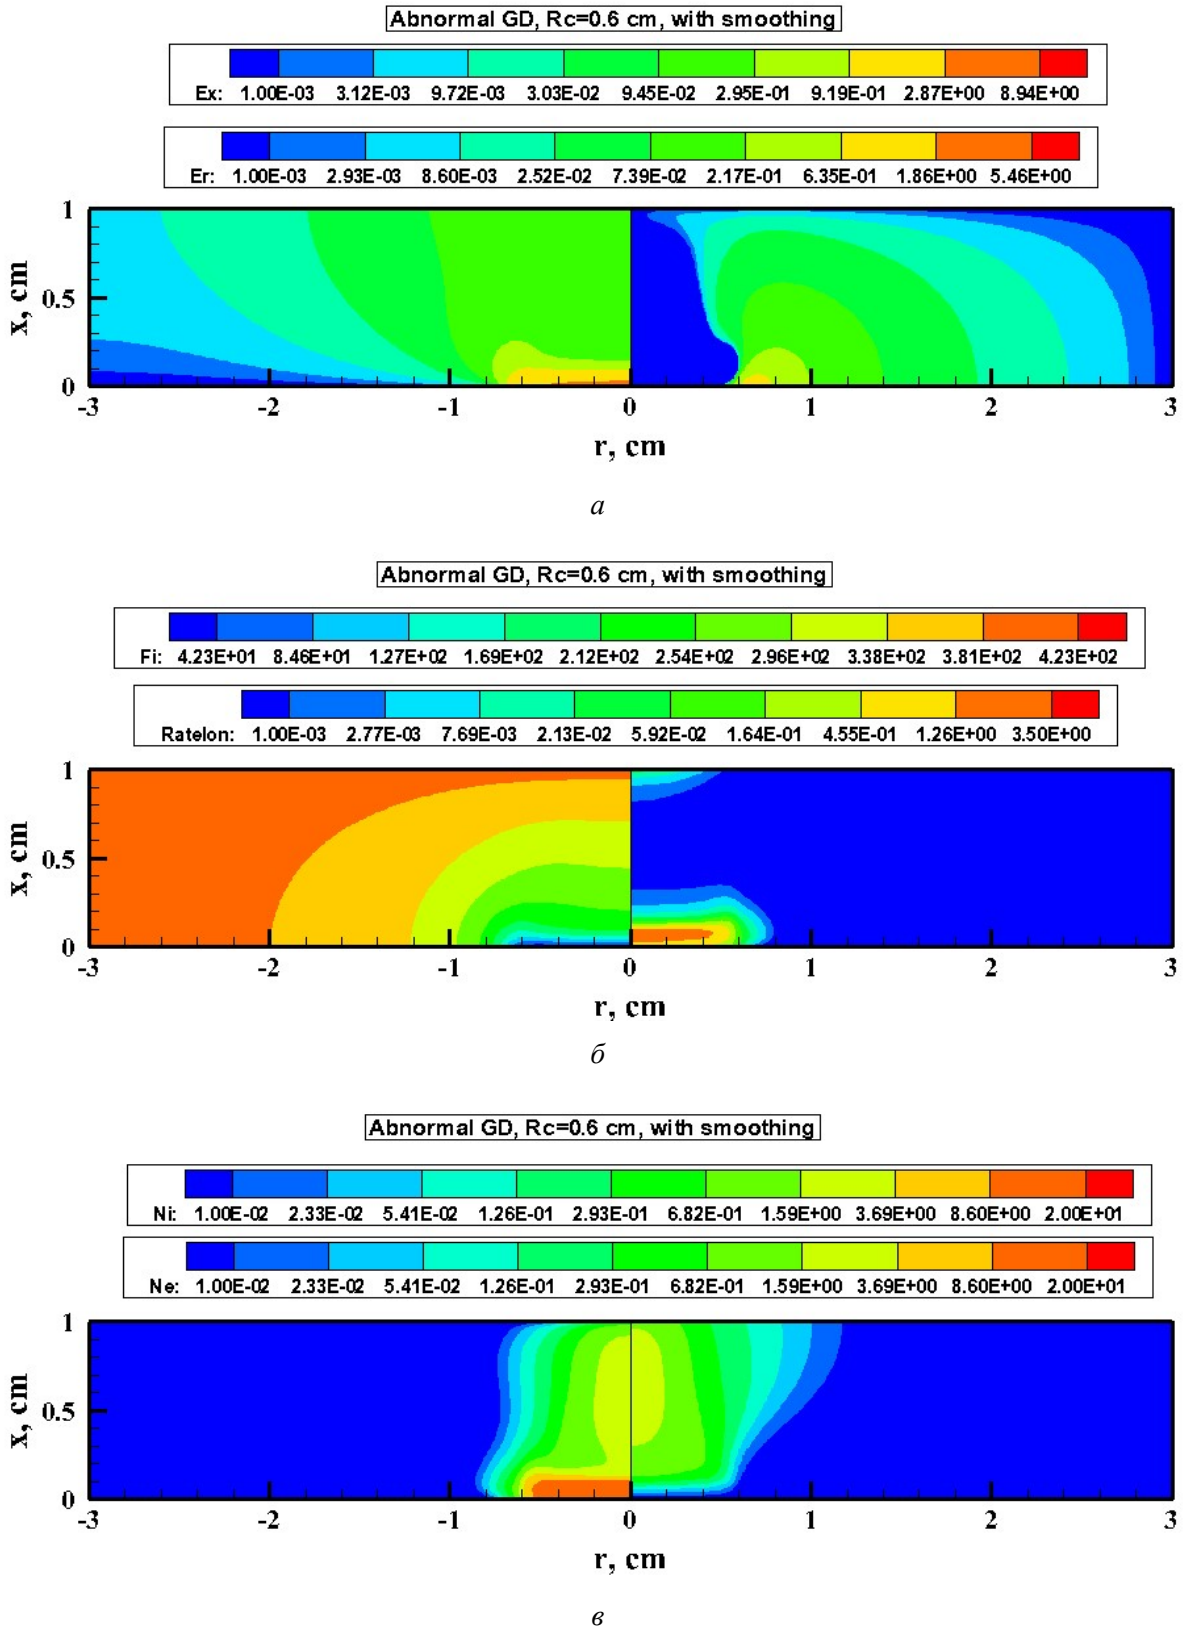 Abnormal GD, Rc=0.6 cm, with smoothing
Ex: 1.00E-03 3.12E-03 9.72E-03 3.03E-02 9.45E-02 2.95E-01 9.19E-01 2.87E+00 8.94E+00
Er: 1.00E-03 2.93E-03 8.60E-03 2.52E-02 7.39E-02 2.17E-01 6.35E-01 1.86E+00 5.46E+00
1
x, cm
0.5
0
-3 -2 -1 0 1 2 3
r, cm
а
Abnormal GD, Rc=0.6 cm, with smoothing
Fi: 4.23E+01 8.46E+01 1.27E+02 1.69E+02 2.12E+02 2.54E+02 2.96E+02 3.38E+02 3.81E+02 4.23E+02
RateIon: 1.00E-03 2.77E-03 7.69E-03 2.13E-02 5.92E-02 1.64E-01 4.55E-01 1.26E+00 3.50E+00
1
x, cm
0.5
0
-3 -2 -1 0 1 2 3
r, cm
б
Abnormal GD, Rc=0.6 cm, with smoothing
Ni: 1.00E-02 2.33E-02 5.41E-02 1.26E-01 2.93E-01 6.82E-01 1.59E+00 3.69E+00 8.60E+00 2.00E+01
Ne: 1.00E-02 2.33E-02 5.41E-02 1.26E-01 2.93E-01 6.82E-01 1.59E+00 3.69E+00 8.60E+00 2.00E+01
1
x, cm
0.5
0
-3 -2 -1 0 1 2 3
r, cm
в